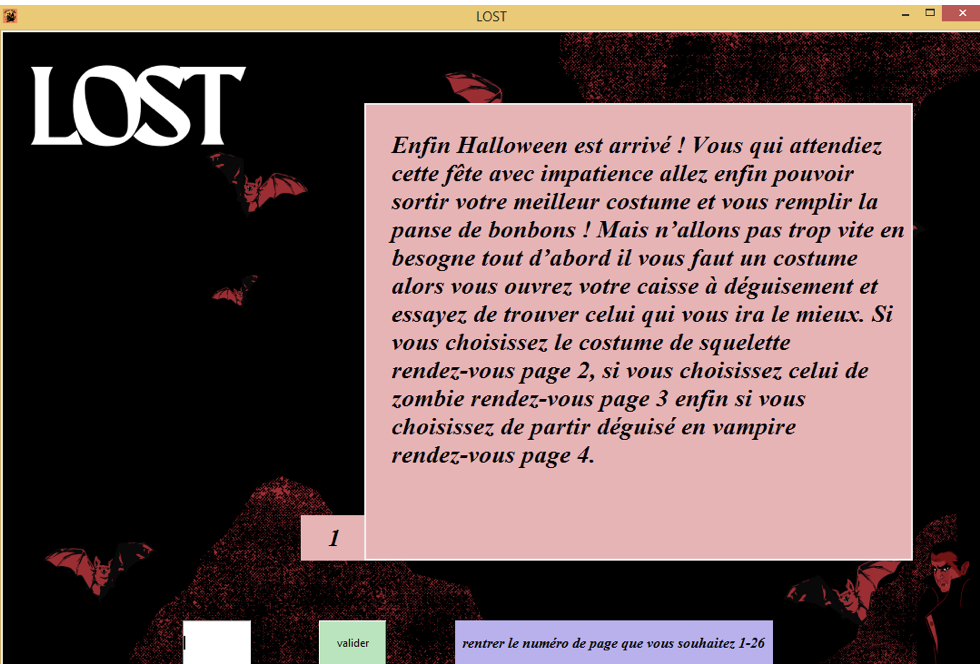 LOST
LOST
Enfin Halloween est arrivé ! Vous qui attendiez
cette fête avec impatience allez enfin pouvoir
sortir votre meilleur costume et vous remplir la
panse de bonbons ! Mais n’allons pas trop vite en
besogne tout d’abord il vous faut un costume
alors vous ouvrez votre caisse à déguisement et
essayez de trouver celui qui vous ira le mieux. Si
vous choisissez le costume de squelette
rendez-vous page 2, si vous choisissez celui de
zombie rendez-vous page 3 enfin si vous
choisissez de partir déguisé en vampire
rendez-vous page 4.
1
valider
rentrer le numéro de page que vous souhaitez 1-26